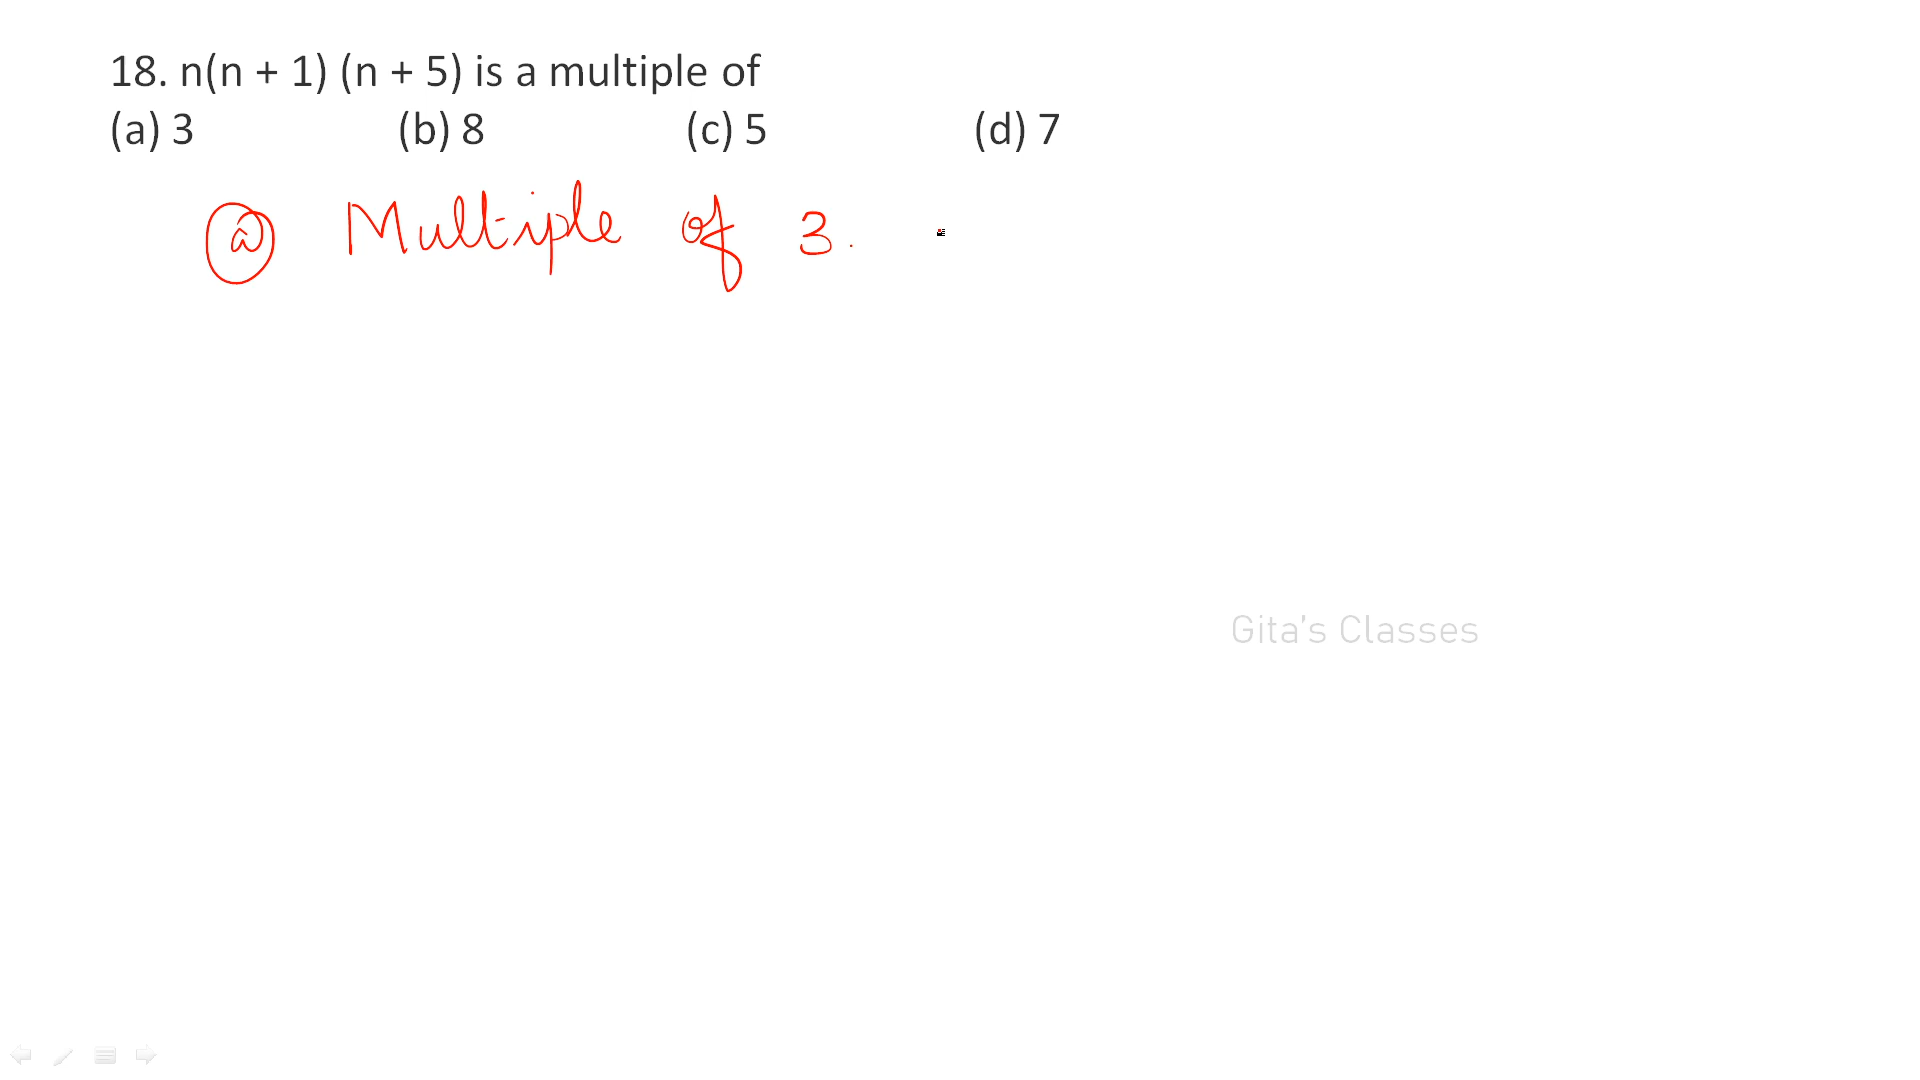 18. n(n + 1) (n + 5) is a multiple of
(a) 3 (b) 8 (c) 5 (d) 7
(a) Multiple of 3.
Gita's Classes